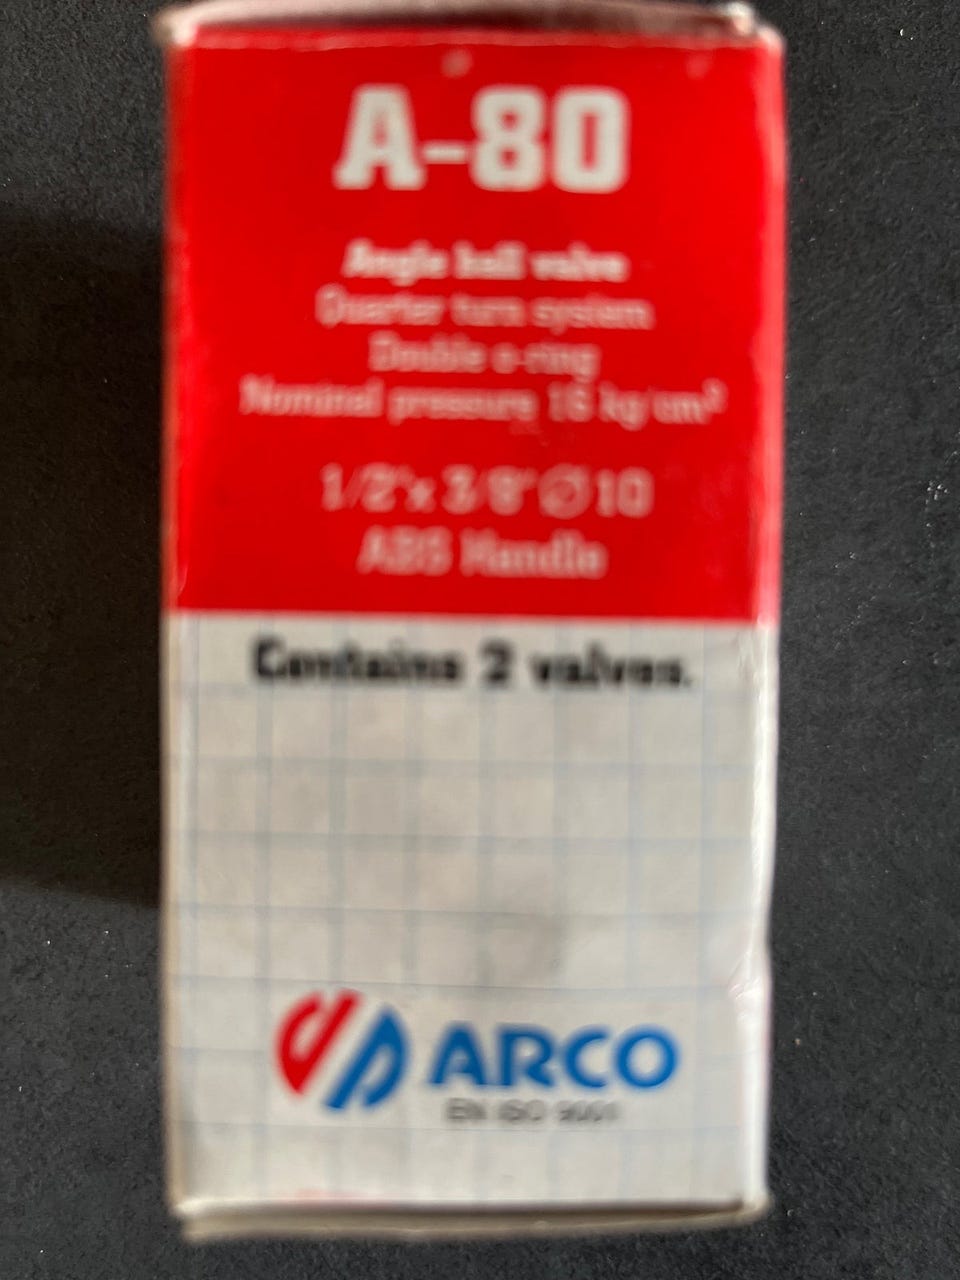 A-80
Angle ball valve
Quarter turn system
Double o-ring
Nominal pressure 16 kg/cm²
1/2"x 3/8" Ø 10
ABS Handle
Contains 2 valves.
ARCO
EN ISO 9001